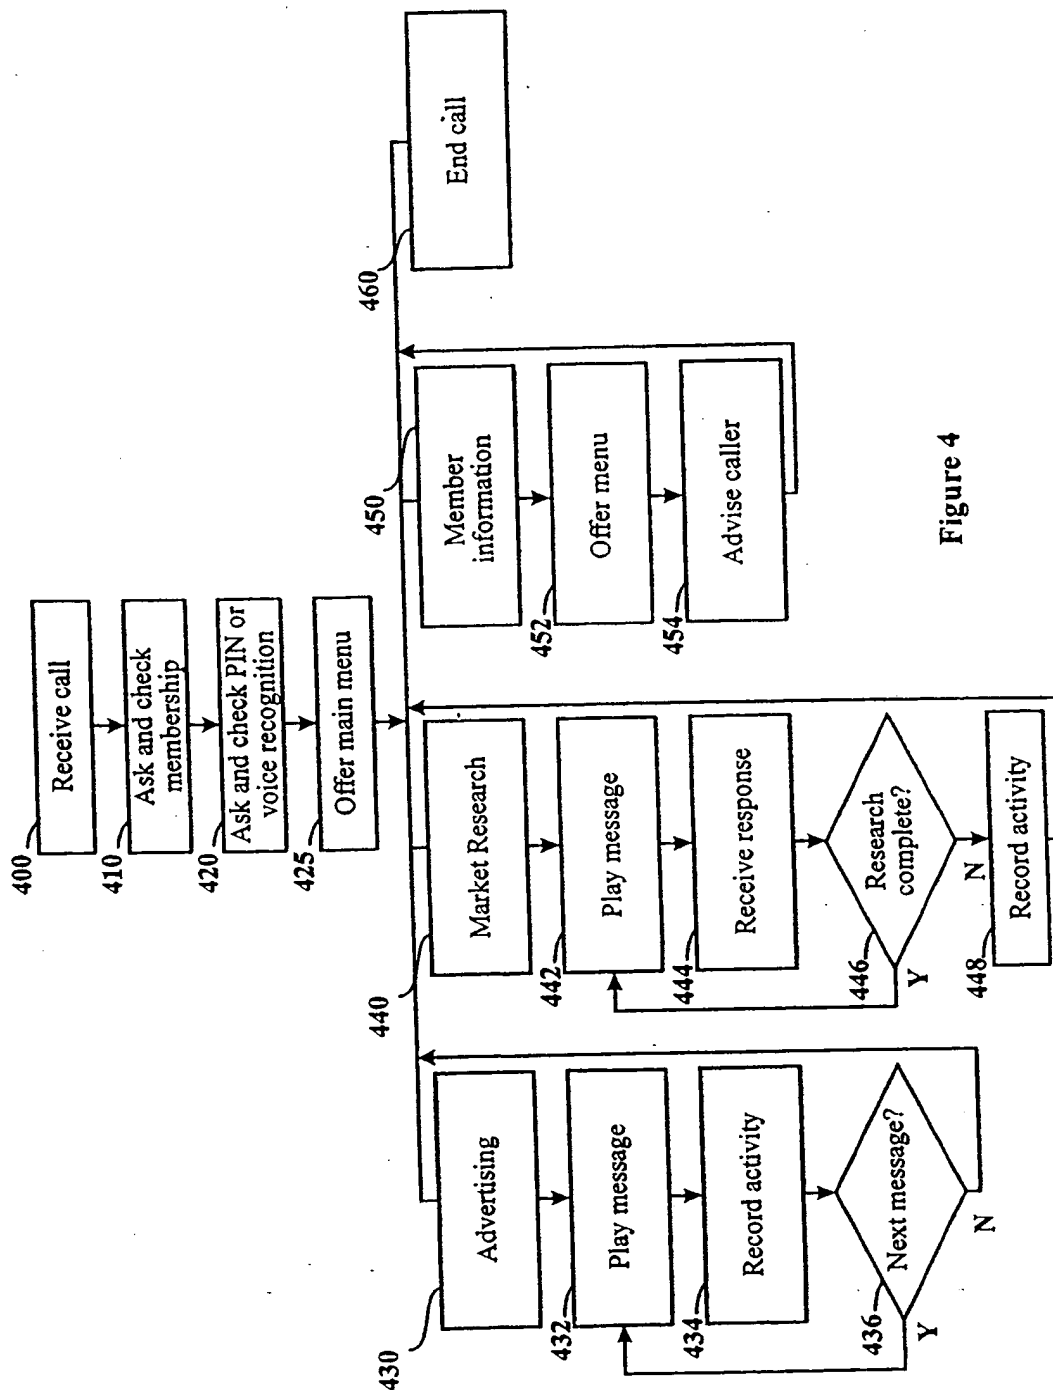 400
Receive call
410
Ask and check
membership
420
Ask and check PIN or
voice recognition
425
Offer main menu
430
Advertising
432
Play message
434
Record activity
436
Next message?
Y
N
440
Market Research
442
Play message
444
Receive response
446
Research
complete?
Y
N
448
Record activity
450
Member
information
452
Offer menu
454
Advise caller
460
End call
Figure 4